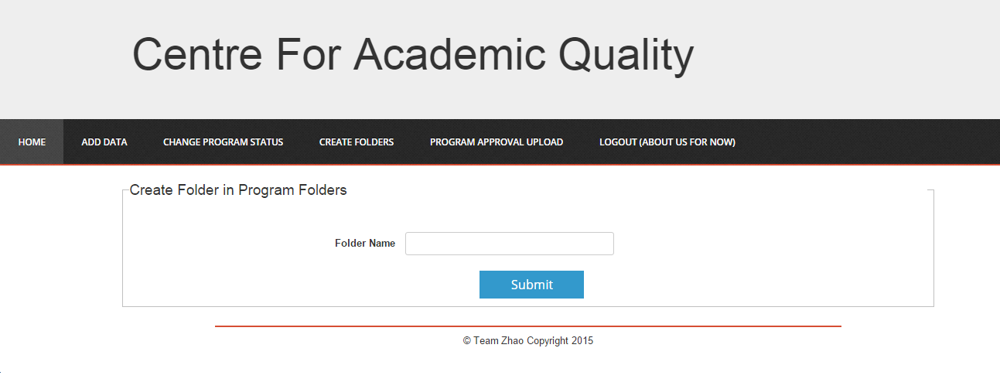 Centre For Academic Quality
HOME ADD DATA CHANGE PROGRAM STATUS CREATE FOLDERS PROGRAM APPROVAL UPLOAD LOGOUT (ABOUT US FOR NOW)
Create Folder in Program Folders
Folder Name
Submit
© Team Zhao Copyright 2015